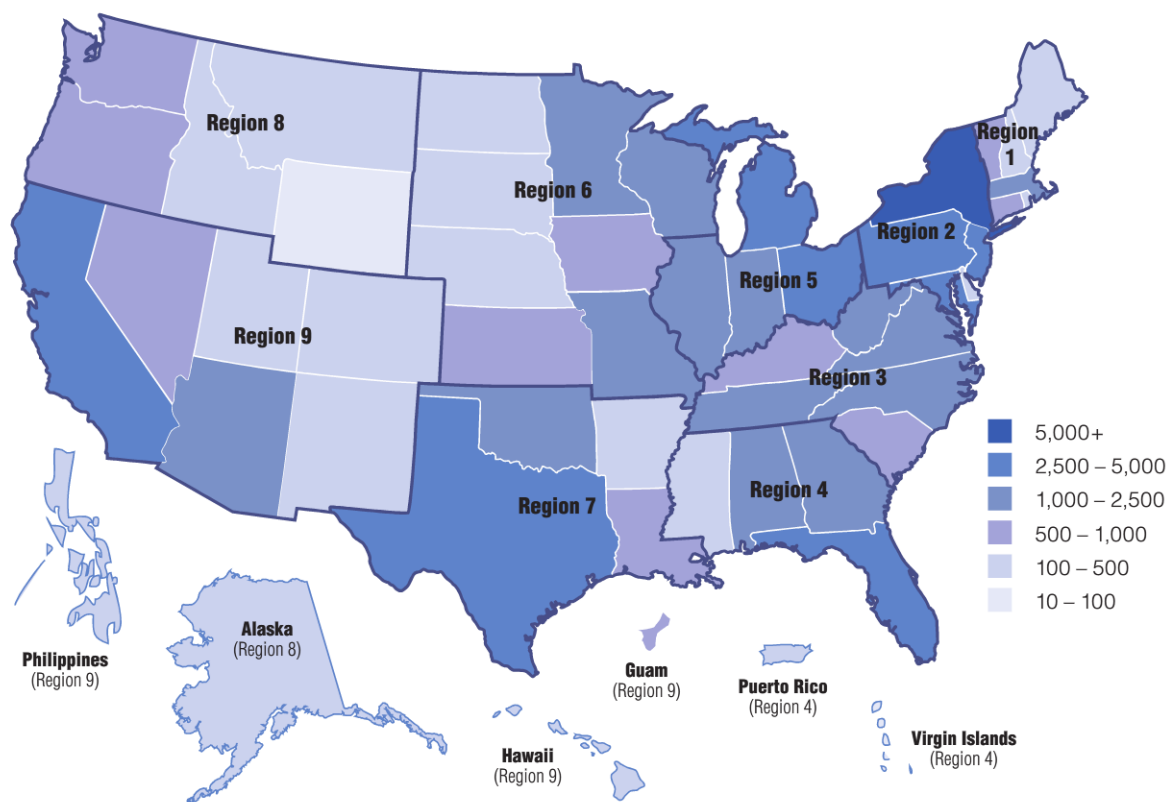 Region 8
Region
1
Region 6
Region 2
Region 5
Region 9
Region 3
5,000+
2,500 – 5,000
1,000 – 2,500
500 – 1,000
100 – 500
10 – 100
Region 4
Region 7
Philippines
(Region 9)
Alaska
(Region 8)
Hawaii
(Region 9)
Guam
(Region 9)
Puerto Rico
(Region 4)
Virgin Islands
(Region 4)